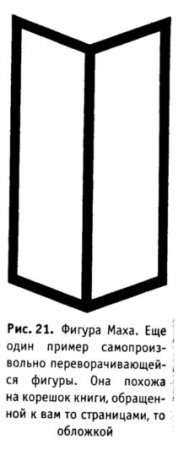 Рис. 21. Фигура Маха. Еще
один пример самопроиз-
вольно переворачивающей-
ся фигуры. Она похожа
на корешок книги, обращен-
ной к вам то страницами, то
обложкой